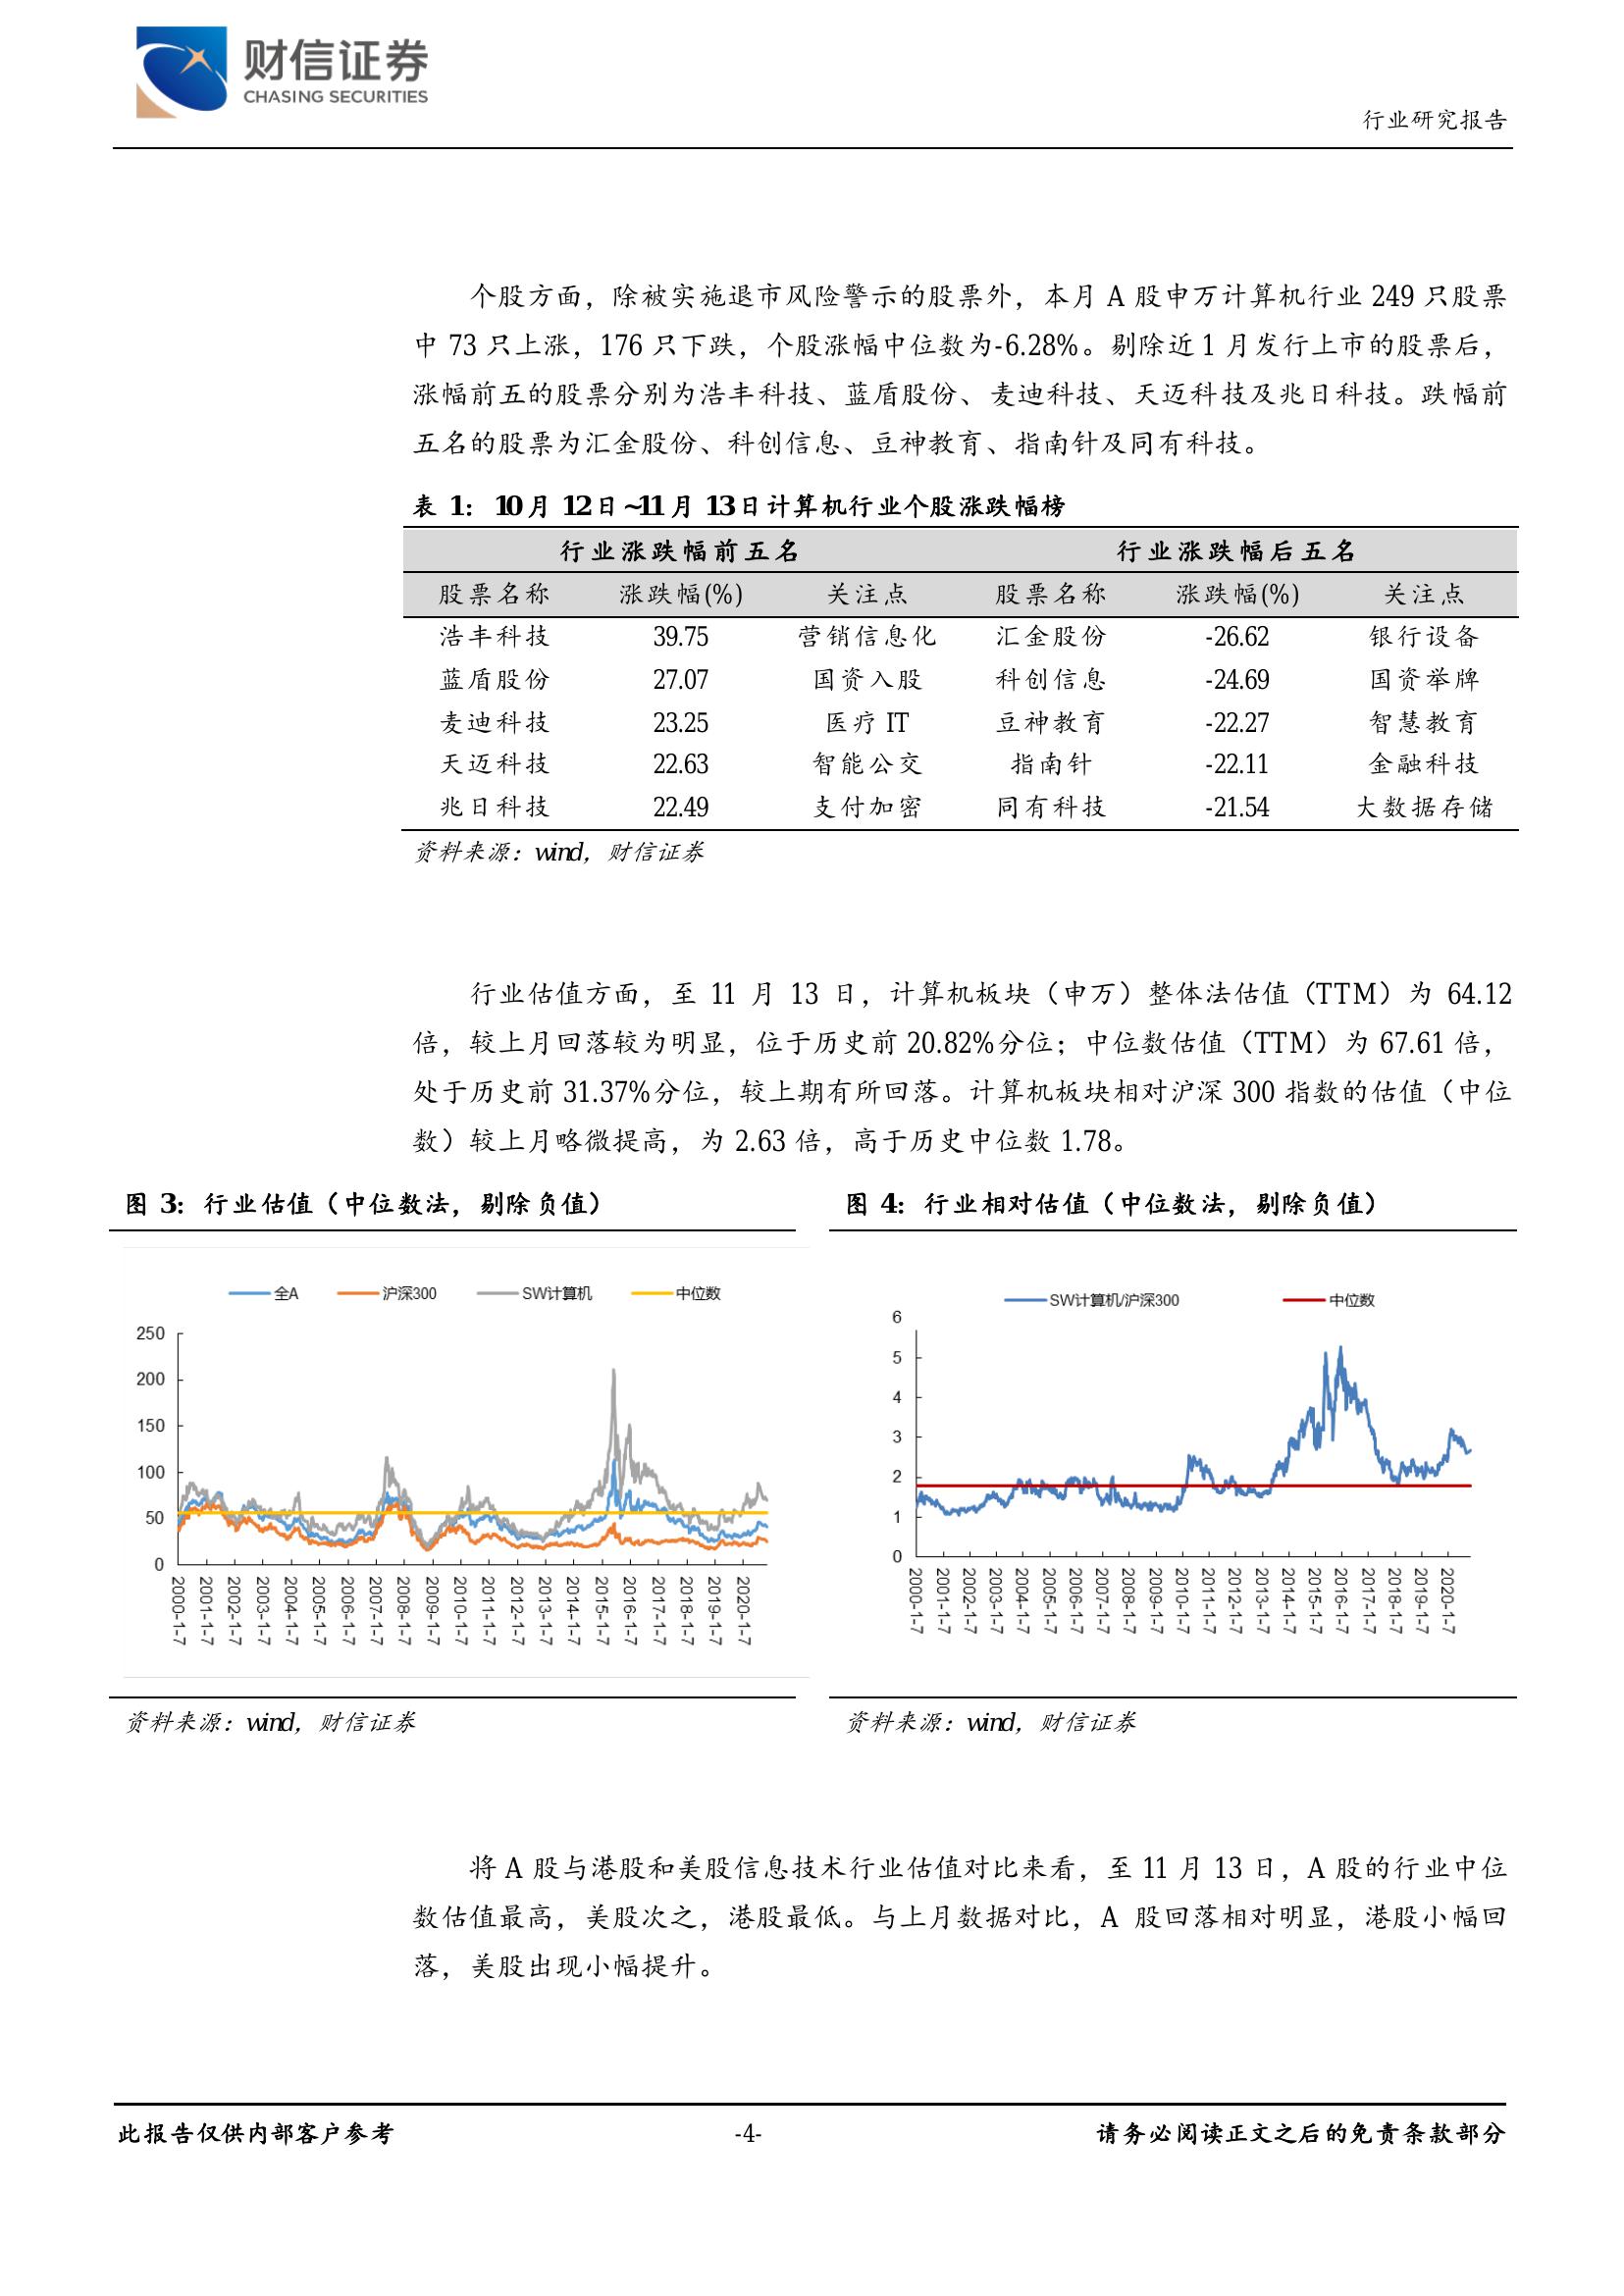 财信证券
CHASING SECURITIES
行业研究报告
个股方面，除被实施退市风险警示的股票外，本月 A 股申万计算机行业 249 只股票
中 73 只上涨，176 只下跌，个股涨幅中位数为-6.28%。剔除近 1 月发行上市的股票后，
涨幅前五的股票分别为浩丰科技、蓝盾股份、麦迪科技、天迈科技及兆日科技。跌幅前
五名的股票为汇金股份、科创信息、豆神教育、指南针及同有科技。
表 1：10 月 12 日~11 月 13 日计算机行业个股涨跌幅榜
行业涨跌幅前五名 行业涨跌幅后五名
股票名称 涨跌幅(%) 关注点 股票名称 涨跌幅(%) 关注点
浩丰科技 39.75 营销信息化 汇金股份 -26.62 银行设备
蓝盾股份 27.07 国资入股 科创信息 -24.69 国资举牌
麦迪科技 23.25 医疗 IT 豆神教育 -22.27 智慧教育
天迈科技 22.63 智能公交 指南针 -22.11 金融科技
兆日科技 22.49 支付加密 同有科技 -21.54 大数据存储
资料来源：wind，财信证券
行业估值方面，至 11 月 13 日，计算机板块（申万）整体法估值（TTM）为 64.12
倍，较上月回落较为明显，位于历史前 20.82%分位；中位数估值（TTM）为 67.61 倍，
处于历史前 31.37%分位，较上期有所回落。计算机板块相对沪深 300 指数的估值（中位
数）较上月略微提高，为 2.63 倍，高于历史中位数 1.78。
图 3：行业估值（中位数法，剔除负值）
全A 沪深300 SW计算机 中位数
250
200
150
100
50
0
2000-1-7 2001-1-7 2002-1-7 2003-1-7 2004-1-7 2005-1-7 2006-1-7 2007-1-7 2008-1-7 2009-1-7 2010-1-7 2011-1-7 2012-1-7 2013-1-7 2014-1-7 2015-1-7 2016-1-7 2017-1-7 2018-1-7 2019-1-7 2020-1-7
资料来源：wind，财信证券
图 4：行业相对估值（中位数法，剔除负值）
SW计算机/沪深300 中位数
6
5
4
3
2
1
0
2000-1-7 2001-1-7 2002-1-7 2003-1-7 2004-1-7 2005-1-7 2006-1-7 2007-1-7 2008-1-7 2009-1-7 2010-1-7 2011-1-7 2012-1-7 2013-1-7 2014-1-7 2015-1-7 2016-1-7 2017-1-7 2018-1-7 2019-1-7 2020-1-7
资料来源：wind，财信证券
将 A 股与港股和美股信息技术行业估值对比来看，至 11 月 13 日，A 股的行业中位
数估值最高，美股次之，港股最低。与上月数据对比，A 股回落相对明显，港股小幅回
落，美股出现小幅提升。
此报告仅供内部客户参考 -4- 请务必阅读正文之后的免责条款部分